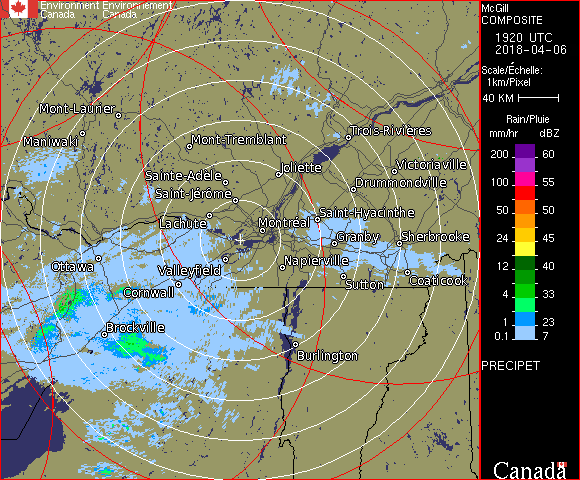 Environment Environnement
Canada Canada
McGill
COMPOSITE
1920 UTC
2018-04-06
Scale/Échelle:
1km/Pixel
40 KM
Rain/Pluie
mm/hr dBZ
200 60
100 55
50 50
24 45
12 40
4 33
1 23
0.1 7
PRECIPET
Canada
Mont-Laurier
Maniwaki
Mont-Tremblant
Trois-Rivières
Joliette
Victoriaville
Sainte-Adèle
Drummondville
Saint-Jérôme
Saint-Hyacinthe
Lachute
Montréal
Granby
Sherbrooke
Ottawa
Valleyfield
Napierville
Coaticook
Cornwall
Sutton
Brockville
Burlington